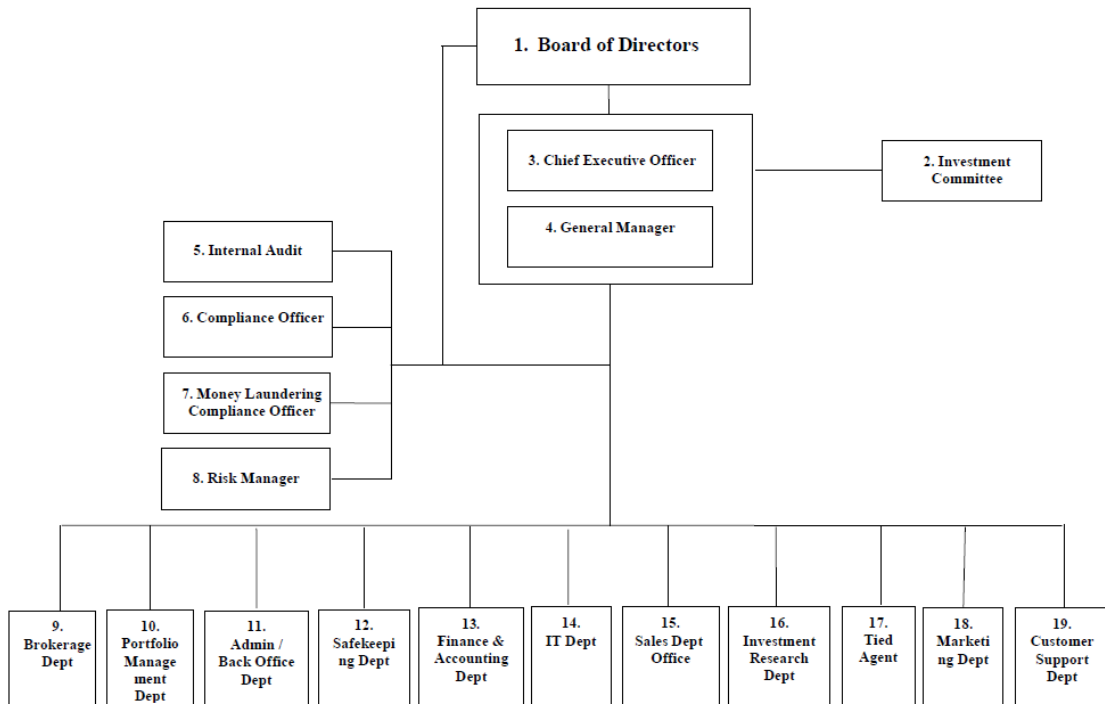 1. Board of Directors
3. Chief Executive Officer
2. Investment
Committee
4. General Manager
5. Internal Audit
6. Compliance Officer
7. Money Laundering
Compliance Officer
8. Risk Manager
9.
Brokerage
Dept
10.
Portfolio
Manage
ment
Dept
11.
Admin /
Back Office
Dept
12.
Safekeepi
ng Dept
13.
Finance &
Accounting
Dept
14.
IT Dept
15.
Sales Dept
Office
16.
Investment
Research
Dept
17.
Tied
Agent
18.
Marketi
ng Dept
19.
Customer
Support
Dept